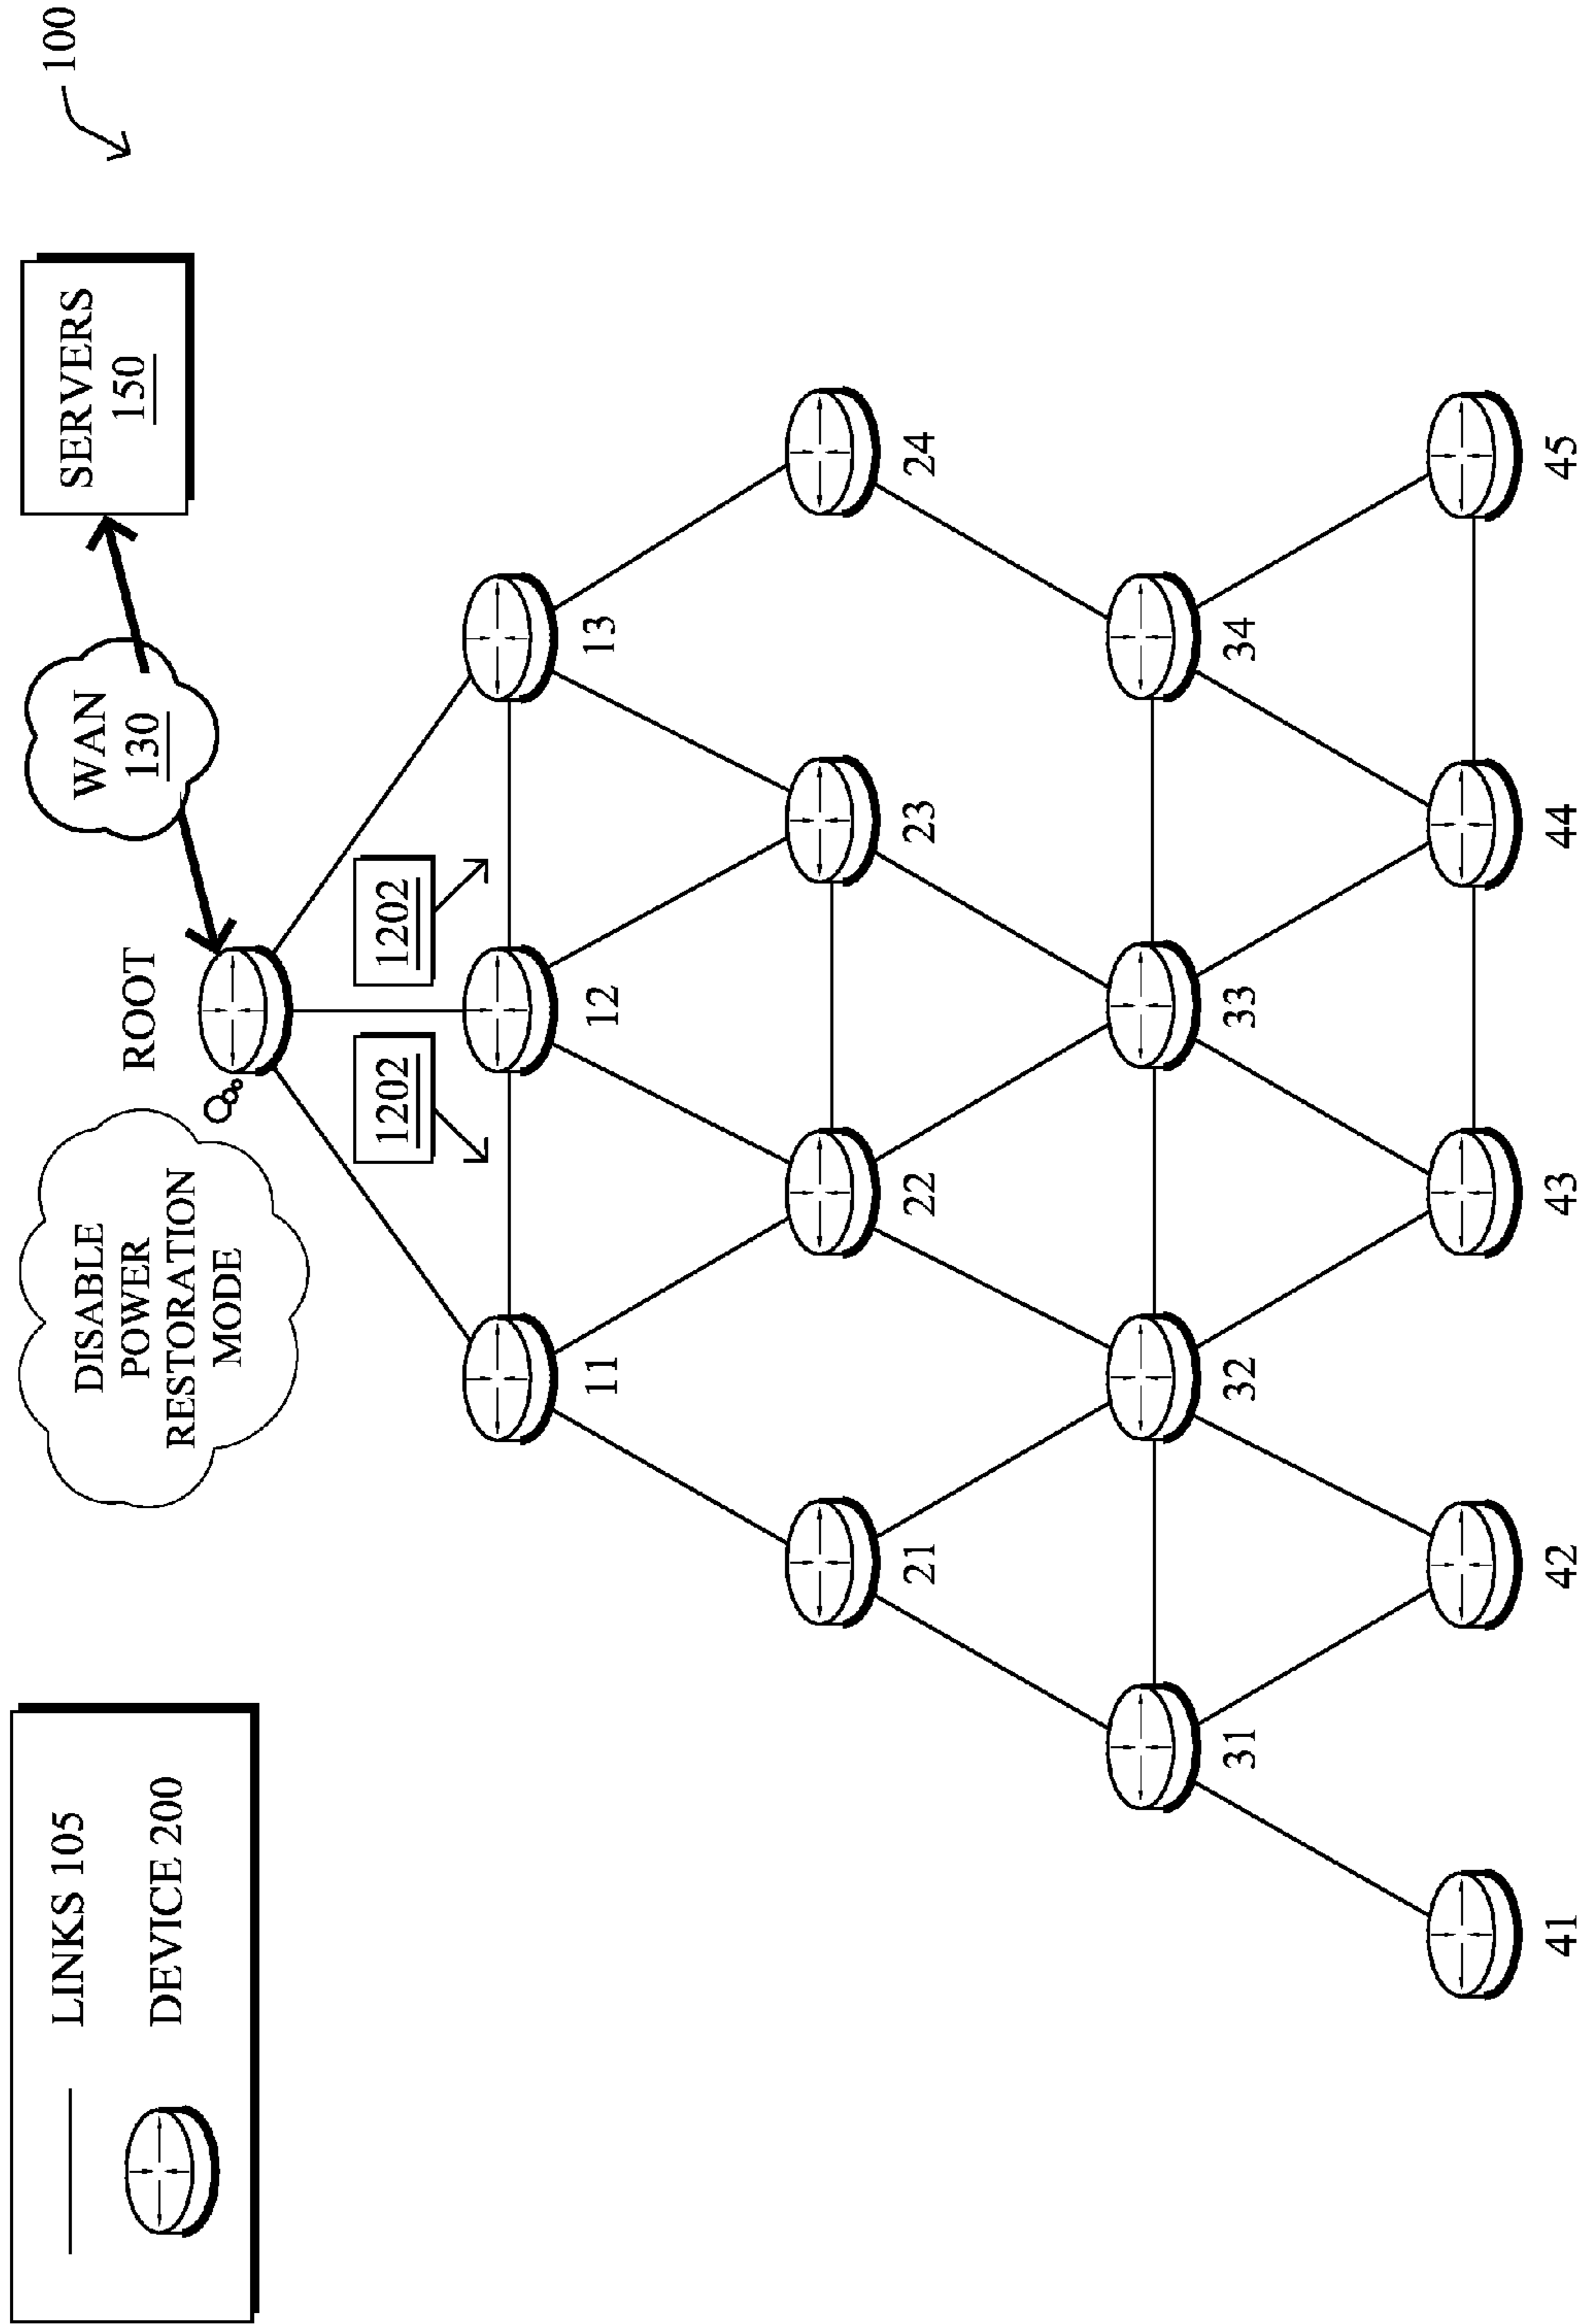 100
LINKS 105
DEVICE 200
DISABLE
POWER
RESTORATION
MODE
ROOT
WAN
130
SERVERS
150
1202
1202
11
12
13
21
22
23
24
31
32
33
34
41
42
43
44
45